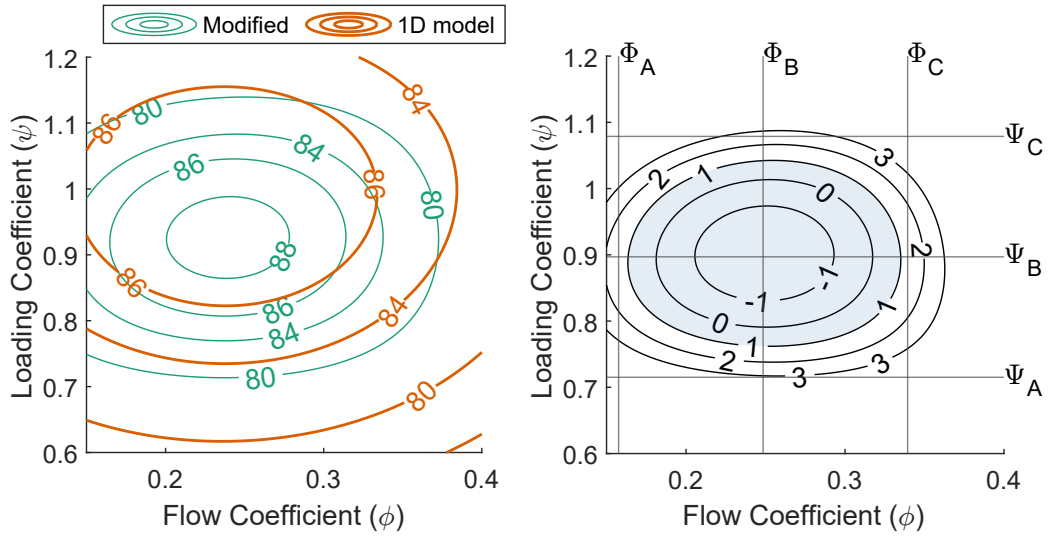 Modified 1D model
1.2
1.1
1
0.9
0.8
0.7
0.6
0.2 0.3 0.4
Loading Coefficient (ψ)
Flow Coefficient (ϕ)
86 80 84
84
86 86
80
88
86
86
84
84
80
80
Φ_A Φ_B Φ_C
1.2
1.1
1
0.9
0.8
0.7
0.6
0.2 0.3 0.4
Loading Coefficient (ψ)
Flow Coefficient (ϕ)
3 Ψ_C
2 1
0
2 Ψ_B
-1
-1
0 1
1
2 3
3 Ψ_A